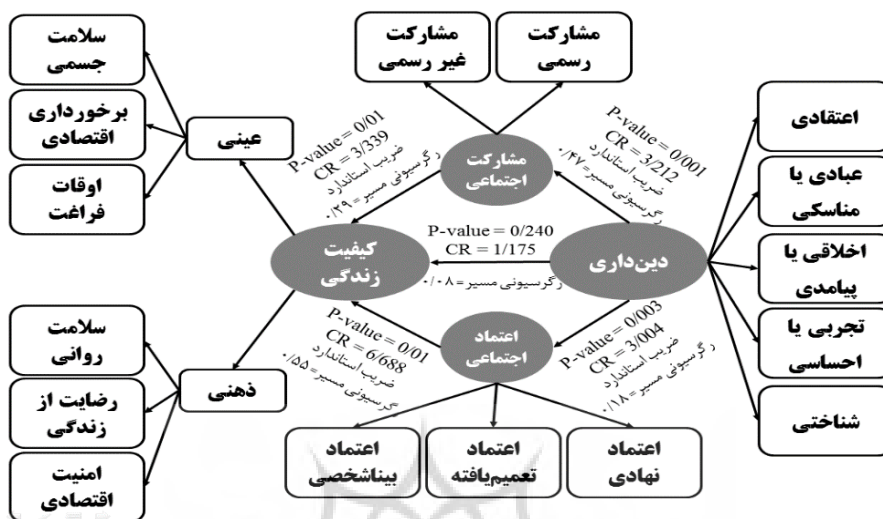 مشارکت
رسمی
مشارکت
غیر رسمی
اعتقادی
عبادی یا
مناسکی
اخلاقی یا
پیامدی
تجربی یا
احساسی
شناختی
دین‌داری
P-value = 0/001
CR = 3/212
ضریب استاندارد
رگرسیونی مسیر= ۰/۴۷
مشارکت
اجتماعی
P-value = 0/01
CR = 3/339
ضریب استاندارد
رگرسیونی مسیر= ۰/۲۹
P-value = 0/240
CR = 1/175
رگرسیونی مسیر= ۰/۰۸
P-value = 0/003
CR = 3/004
ضریب استاندارد
رگرسیونی مسیر= ۰/۱۸
اعتماد
اجتماعی
P-value = 0/01
CR = 6/688
ضریب استاندارد
رگرسیونی مسیر= ۰/۵۵
اعتماد
نهادی
اعتماد
تعمیم‌یافته
اعتماد
بیناشخصی
کیفیت
زندگی
عینی
سلامت
جسمی
برخورداری
اقتصادی
اوقات
فراغت
ذهنی
سلامت
روانی
رضایت از
زندگی
امنیت
اقتصادی